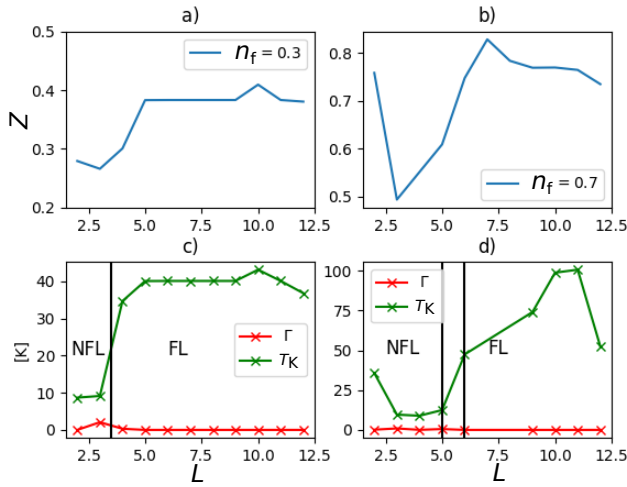 a)
b)
0.5
0.4
0.3
0.2
Z
n_f = 0.3
2.5 5.0 7.5 10.0 12.5
0.8
0.7
0.6
0.5
n_f = 0.7
2.5 5.0 7.5 10.0 12.5
c)
d)
40
30
20
10
0
[K]
NFL
FL
Γ
T_K
2.5 5.0 7.5 10.0 12.5
L
100
75
50
25
0
Γ
T_K
NFL
FL
2.5 5.0 7.5 10.0 12.5
L